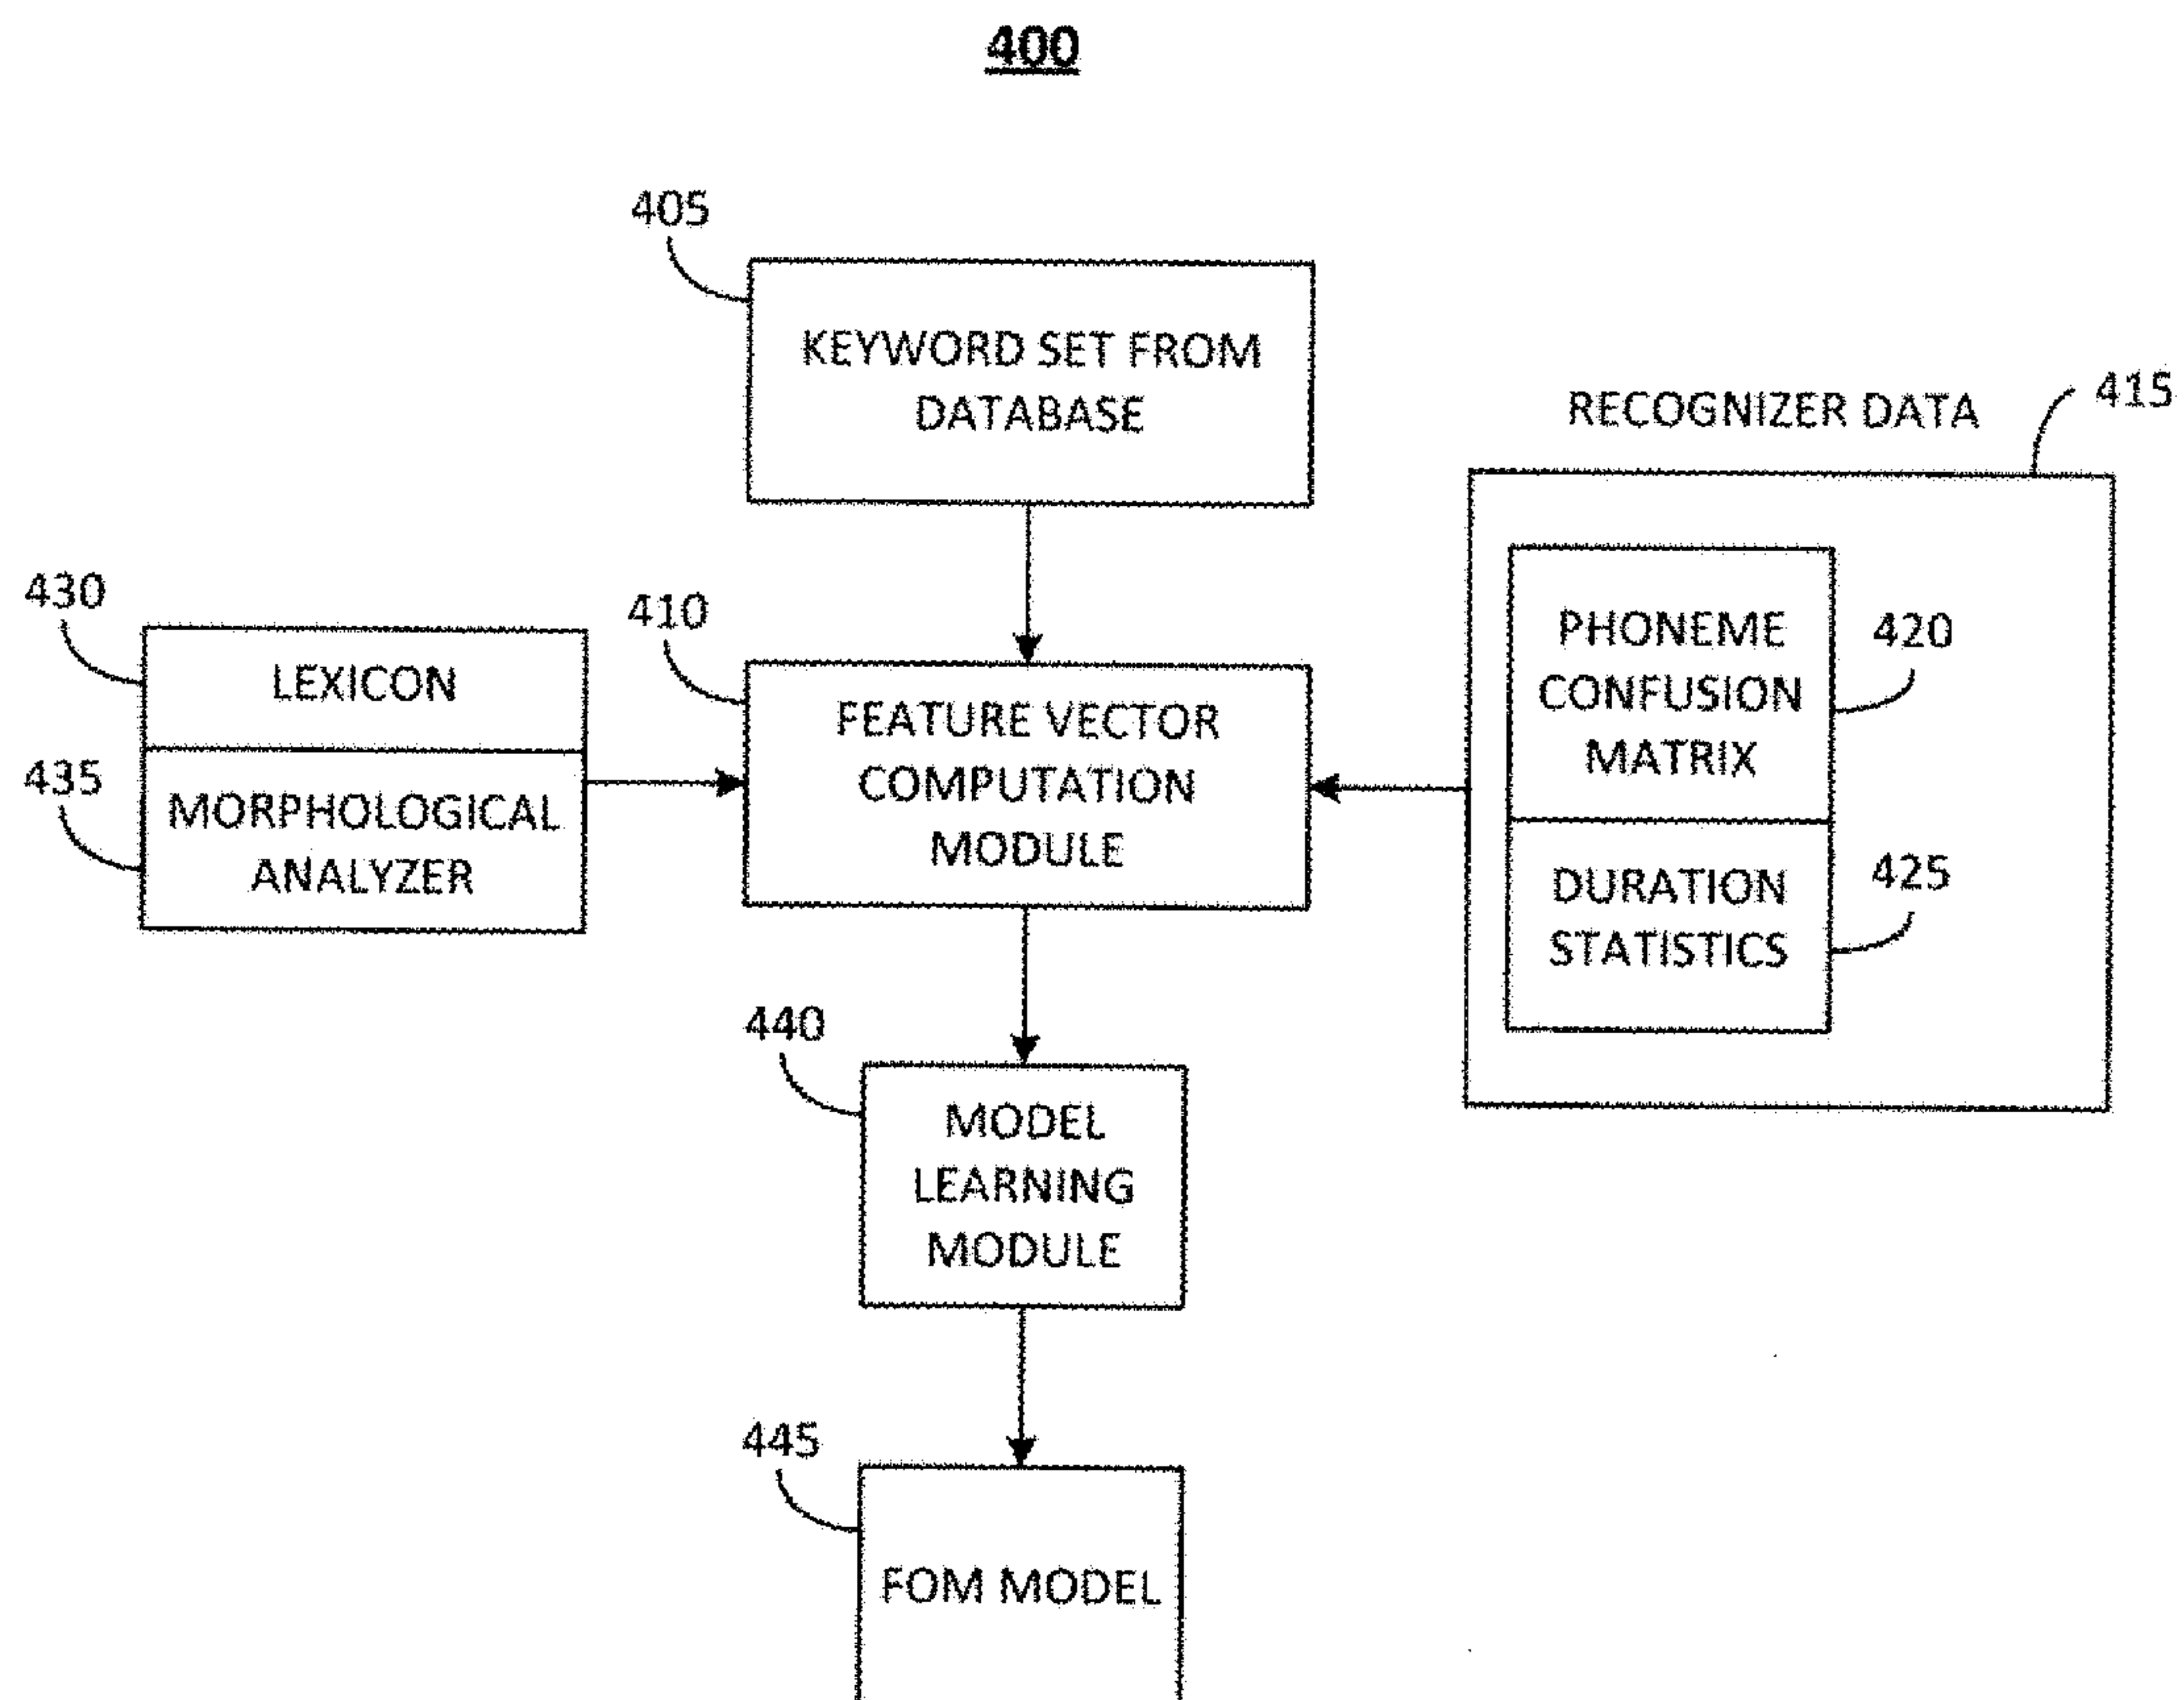 400
405
KEYWORD SET FROM
DATABASE
RECOGNIZER DATA
415
430
LEXICON
435
MORPHOLOGICAL
ANALYZER
410
FEATURE VECTOR
COMPUTATION
MODULE
PHONEME
CONFUSION
MATRIX
420
DURATION
STATISTICS
425
440
MODEL
LEARNING
MODULE
445
FOM MODEL